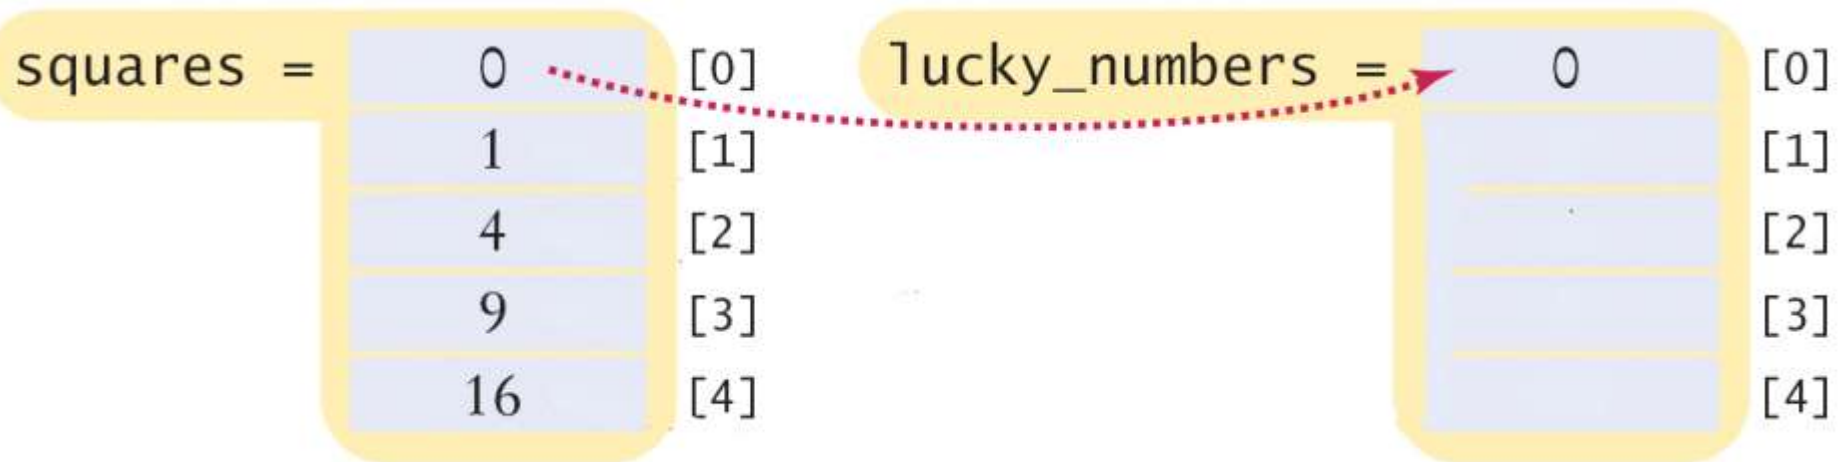 squares = 0 [0] lucky_numbers = 0 [0]
1 [1] [1]
4 [2] [2]
9 [3] [3]
16 [4] [4]